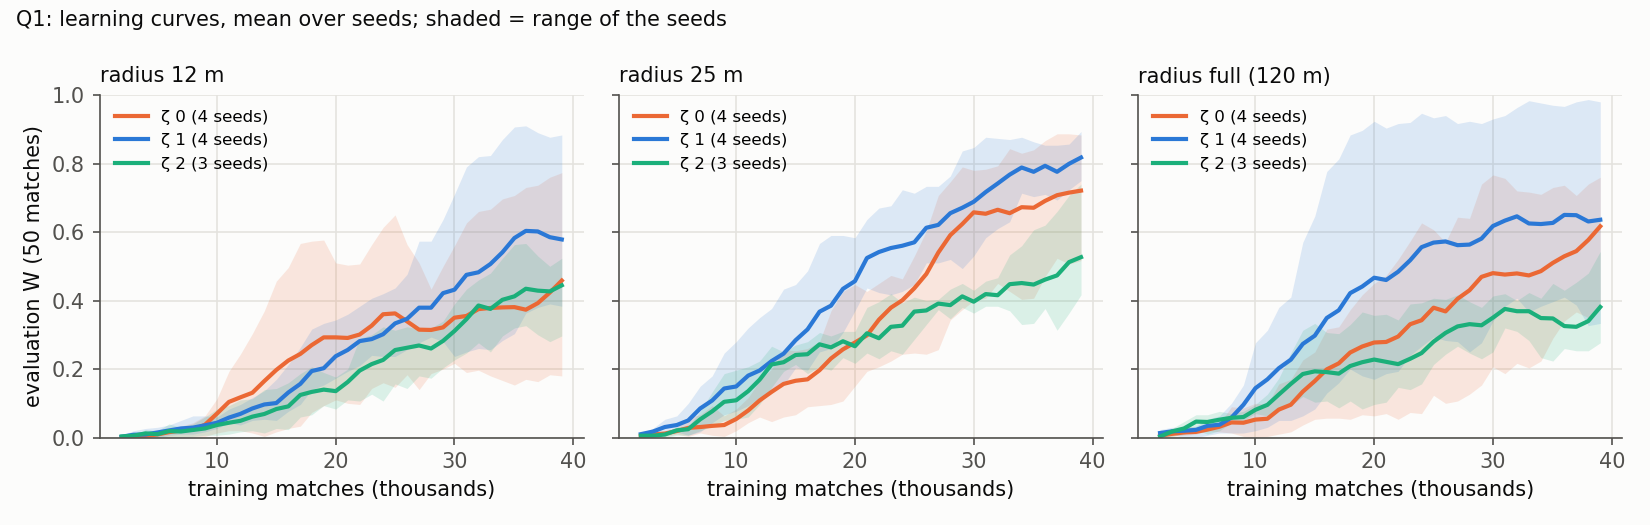 Q1: learning curves, mean over seeds; shaded = range of the seeds
radius 12 m
radius 25 m
radius full (120 m)
evaluation W (50 matches)
1.0
0.8
0.6
0.4
0.2
0.0
ζ 0 (4 seeds)
ζ 1 (4 seeds)
ζ 2 (3 seeds)
ζ 0 (4 seeds)
ζ 1 (4 seeds)
ζ 2 (3 seeds)
ζ 0 (4 seeds)
ζ 1 (4 seeds)
ζ 2 (3 seeds)
10 20 30 40
10 20 30 40
10 20 30 40
training matches (thousands)
training matches (thousands)
training matches (thousands)